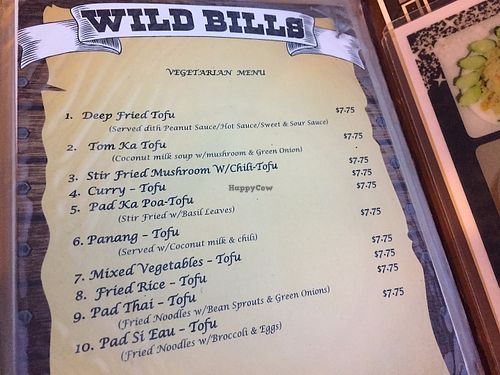 WILD BILLS
VEGETARIAN MENU
1. Deep Fried Tofu $7.75
(Served dith Peanut Sauce/Hot Sauce/Sweet & Sour Sauce)
2. Tom Ka Tofu $7.75
(Coconut milk soup w/mushroom & Green Onion)
3. Stir Fried Mushroom W/Chili-Tofu $7.75
4. Curry - Tofu $7.75
5. Pad Ka Poa-Tofu $7.75
(Stir Fried w/Basil Leaves)
6. Panang - Tofu $7.75
(Served w/Coconut milk & chili)
7. Mixed Vegetables - Tofu $7.75
8. Fried Rice - Tofu $7.75
9. Pad Thai - Tofu $7.75
(Fried Noodles w/Bean Sprouts & Green Onions)
10. Pad Si Eau - Tofu $7.75
(Fried Noodles w/Broccoli & Eggs)
HappyCow